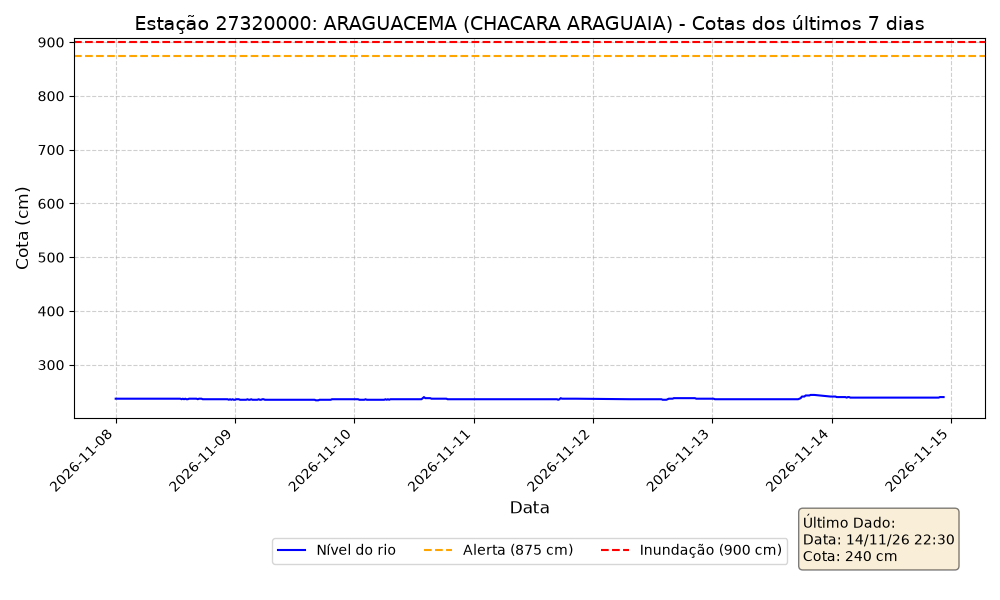 Estação 27320000: ARAGUACEMA (CHACARA ARAGUAIA) - Cotas dos últimos 7 dias
900
800
700
600
500
400
300
Cota (cm)
2026-11-08
2026-11-09
2026-11-10
2026-11-11
2026-11-12
2026-11-13
2026-11-14
2026-11-15
Data
Nível do rio
Alerta (875 cm)
Inundação (900 cm)
Último Dado:
Data: 14/11/26 22:30
Cota: 240 cm